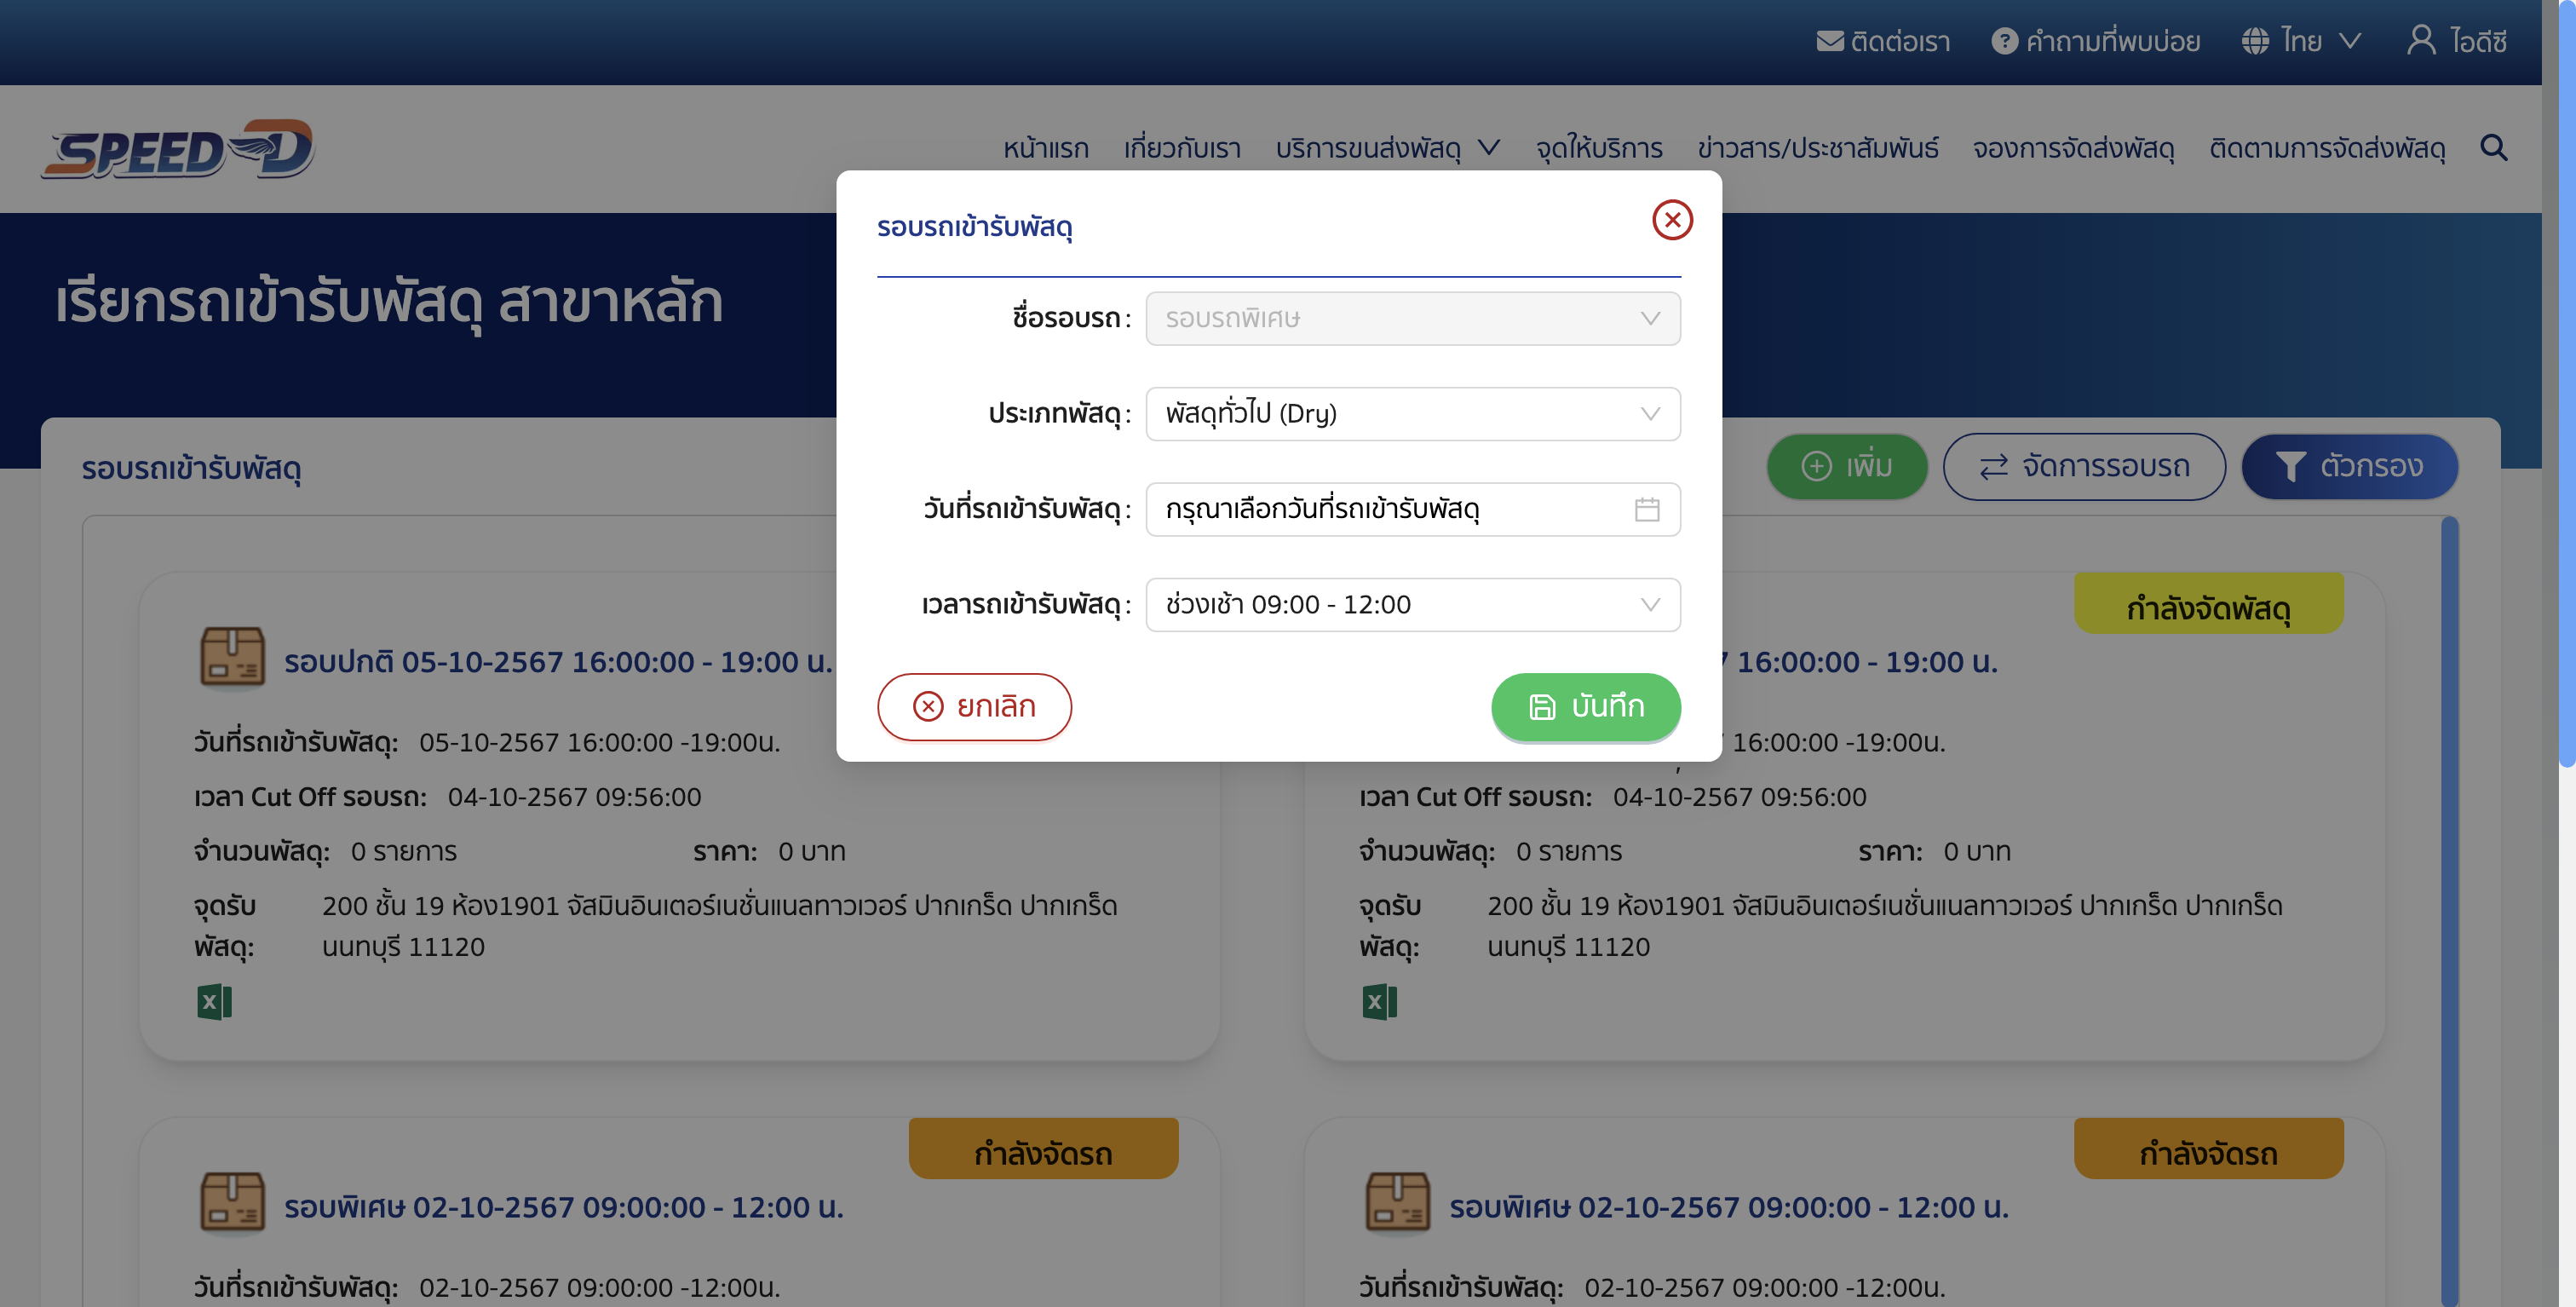 ติดต่อเรา คำถามที่พบบ่อย ไทย ไอดีซี
SPEED-D หน้าแรก เกี่ยวกับเรา บริการขนส่งพัสดุ จุดให้บริการ ข่าวสาร/ประชาสัมพันธ์ จองการจัดส่งพัสดุ ติดตามการจัดส่งพัสดุ
เรียกรถเข้ารับพัสดุ สาขาหลัก
รอบรถเข้ารับพัสดุ
ชื่อรอบรถ : รอบรถพิเศษ
ประเภทพัสดุ : พัสดุทั่วไป (Dry)
วันที่รถเข้ารับพัสดุ : กรุณาเลือกวันที่รถเข้ารับพัสดุ
เวลารถเข้ารับพัสดุ : ช่วงเช้า 09:00 - 12:00
ยกเลิก บันทึก
รอบรถเข้ารับพัสดุ เพิ่ม จัดการรอบรถ ตัวกรอง
รอบปกติ 05-10-2567 16:00:00 - 19:00 น.
วันที่รถเข้ารับพัสดุ: 05-10-2567 16:00:00 -19:00น.
เวลา Cut Off รอบรถ: 04-10-2567 09:56:00
จำนวนพัสดุ: 0 รายการ ราคา: 0 บาท
จุดรับพัสดุ: 200 ชั้น 19 ห้อง1901 จัสมินอินเตอร์เนชั่นแนลทาวเวอร์ ปากเกร็ด ปากเกร็ด
นนทบุรี 11120
กำลังจัดพัสดุ
16:00:00 - 19:00 น.
16:00:00 -19:00น.
เวลา Cut Off รอบรถ: 04-10-2567 09:56:00
จำนวนพัสดุ: 0 รายการ ราคา: 0 บาท
จุดรับพัสดุ: 200 ชั้น 19 ห้อง1901 จัสมินอินเตอร์เนชั่นแนลทาวเวอร์ ปากเกร็ด ปากเกร็ด
นนทบุรี 11120
กำลังจัดรถ
รอบพิเศษ 02-10-2567 09:00:00 - 12:00 น.
วันที่รถเข้ารับพัสดุ: 02-10-2567 09:00:00 -12:00น.
กำลังจัดรถ
รอบพิเศษ 02-10-2567 09:00:00 - 12:00 น.
วันที่รถเข้ารับพัสดุ: 02-10-2567 09:00:00 -12:00น.